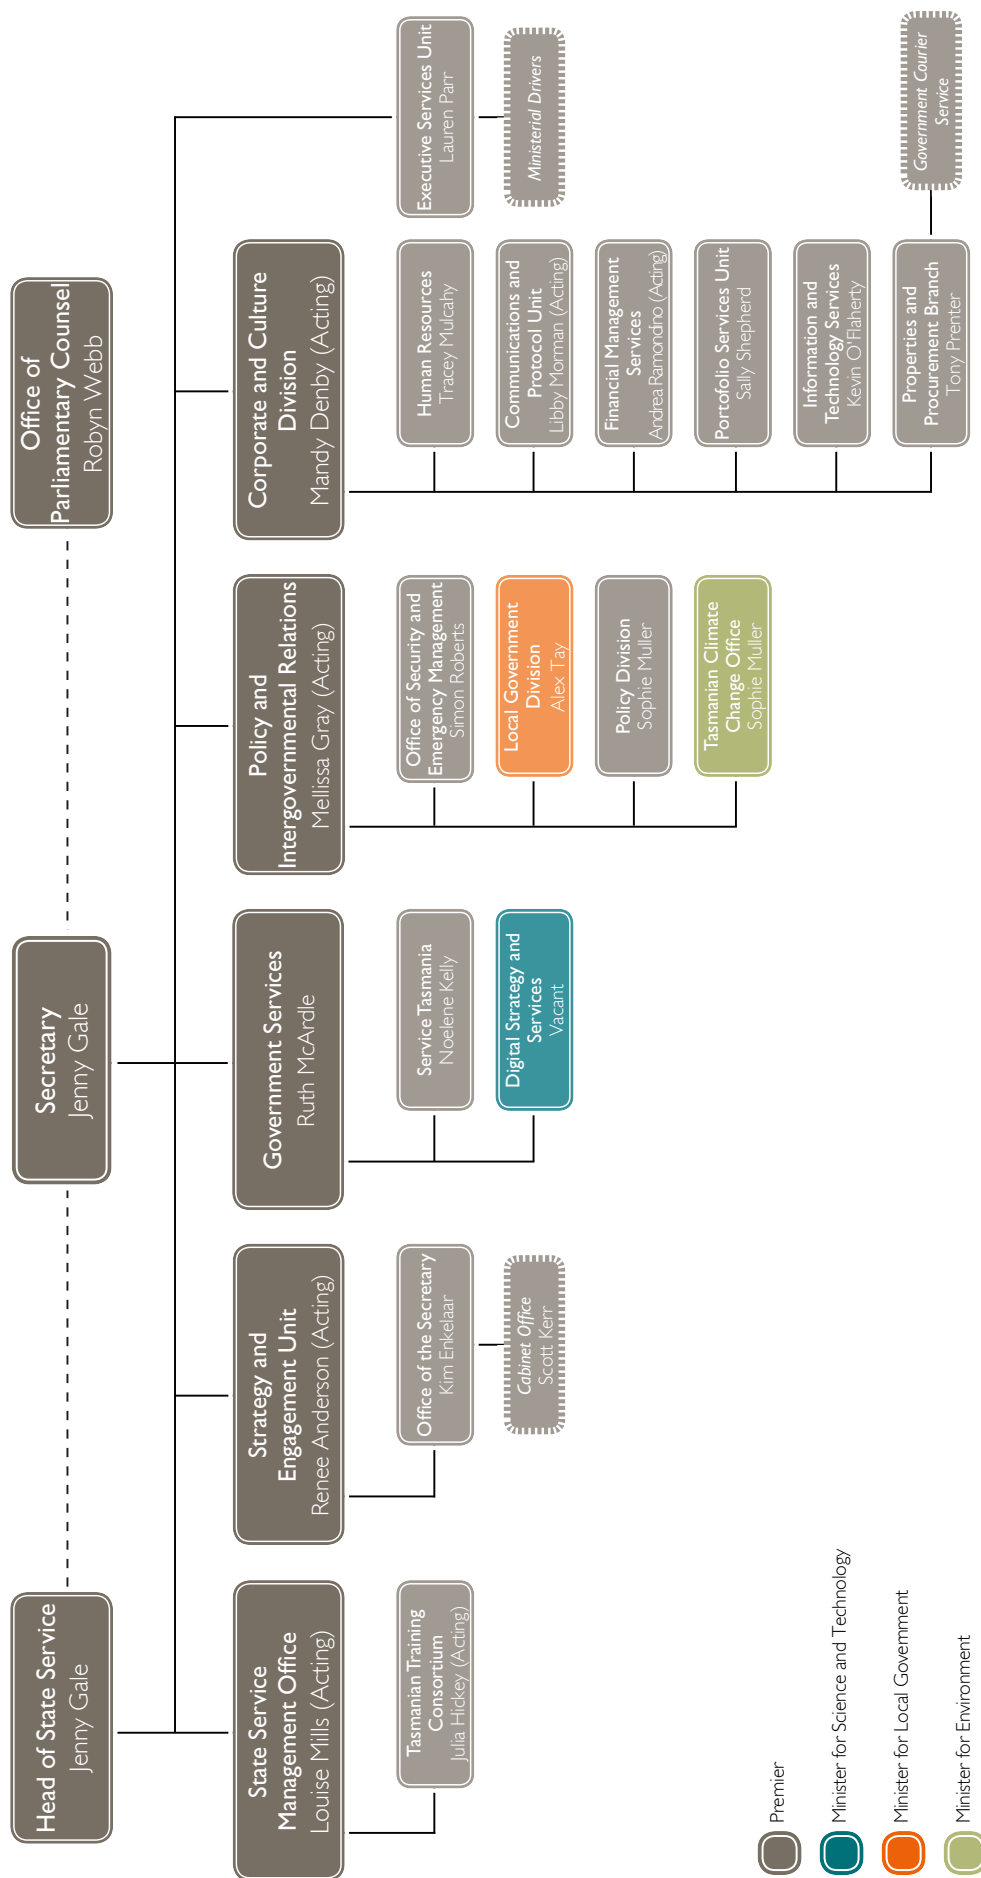 Head of State Service
Jenny Gale
Secretary
Jenny Gale
Office of
Parliamentary Counsel
Robyn Webb
State Service
Management Office
Louise Mills (Acting)
Tasmanian Training
Consortium
Julia Hickey (Acting)
Strategy and
Engagement Unit
Renee Anderson (Acting)
Office of the Secretary
Kim Enkelaar
Cabinet Office
Scott Kerr
Government Services
Ruth McArdle
Service Tasmania
Noelene Kelly
Digital Strategy and
Services
Vacant
Policy and
Intergovernmental Relations
Mellissa Gray (Acting)
Office of Security and
Emergency Management
Simon Roberts
Local Government
Division
Alex Tay
Policy Division
Sophie Muller
Tasmanian Climate
Change Office
Sophie Muller
Corporate and Culture
Division
Mandy Denby (Acting)
Human Resources
Tracey Mulcahy
Communications and
Protocol Unit
Libby Morman (Acting)
Financial Management
Services
Andrea Ramondino (Acting)
Portofolio Services Unit
Sally Shepherd
Information and
Technology Services
Kevin O'Flaherty
Properties and
Procurement Branch
Tony Prenter
Government Courier
Service
Executive Services Unit
Lauren Parr
Ministerial Drivers
Premier
Minister for Science and Technology
Minister for Local Government
Minister for Environment